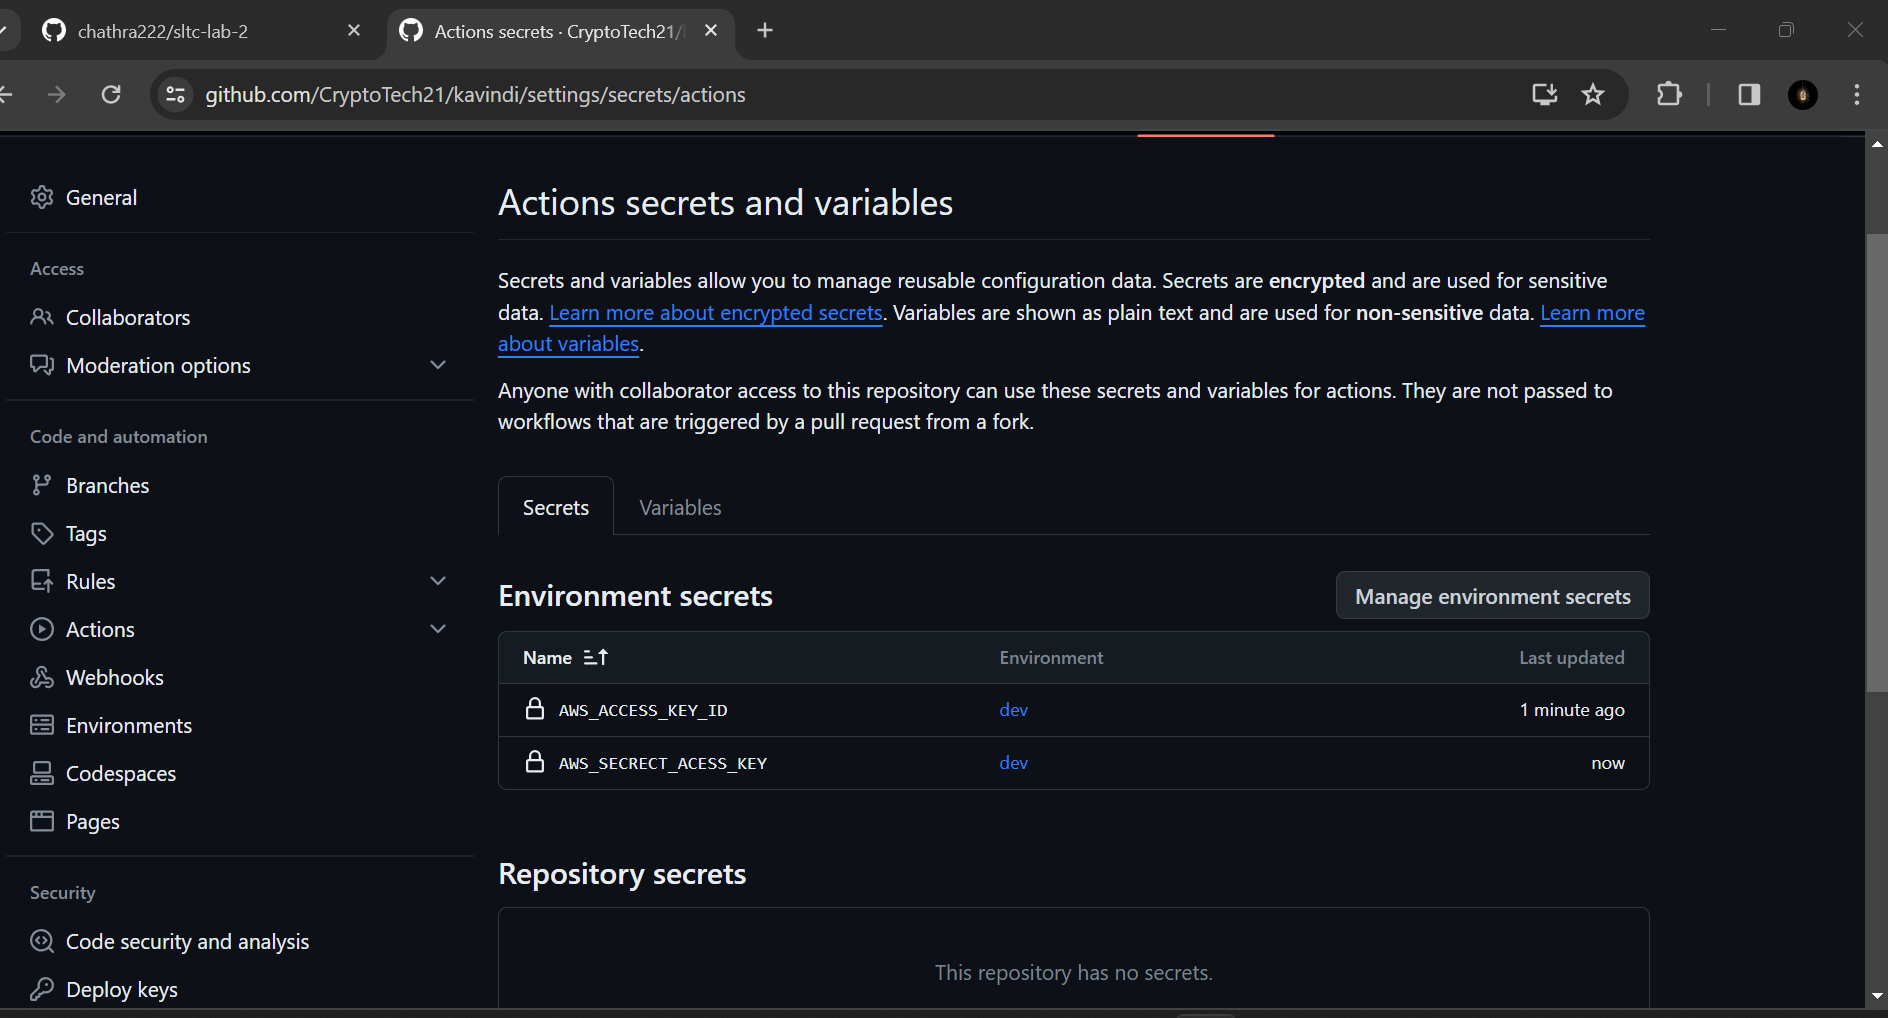 chathra222/sltc-lab-2
Actions secrets · CryptoTech21/
github.com/CryptoTech21/kavindi/settings/secrets/actions
General
Access
Collaborators
Moderation options
Code and automation
Branches
Tags
Rules
Actions
Webhooks
Environments
Codespaces
Pages
Security
Code security and analysis
Deploy keys
Actions secrets and variables
Secrets and variables allow you to manage reusable configuration data. Secrets are encrypted and are used for sensitive
data. Learn more about encrypted secrets. Variables are shown as plain text and are used for non-sensitive data. Learn more
about variables.
Anyone with collaborator access to this repository can use these secrets and variables for actions. They are not passed to
workflows that are triggered by a pull request from a fork.
Secrets Variables
Environment secrets Manage environment secrets
Name Environment Last updated
AWS_ACCESS_KEY_ID dev 1 minute ago
AWS_SECRECT_ACESS_KEY dev now
Repository secrets
This repository has no secrets.